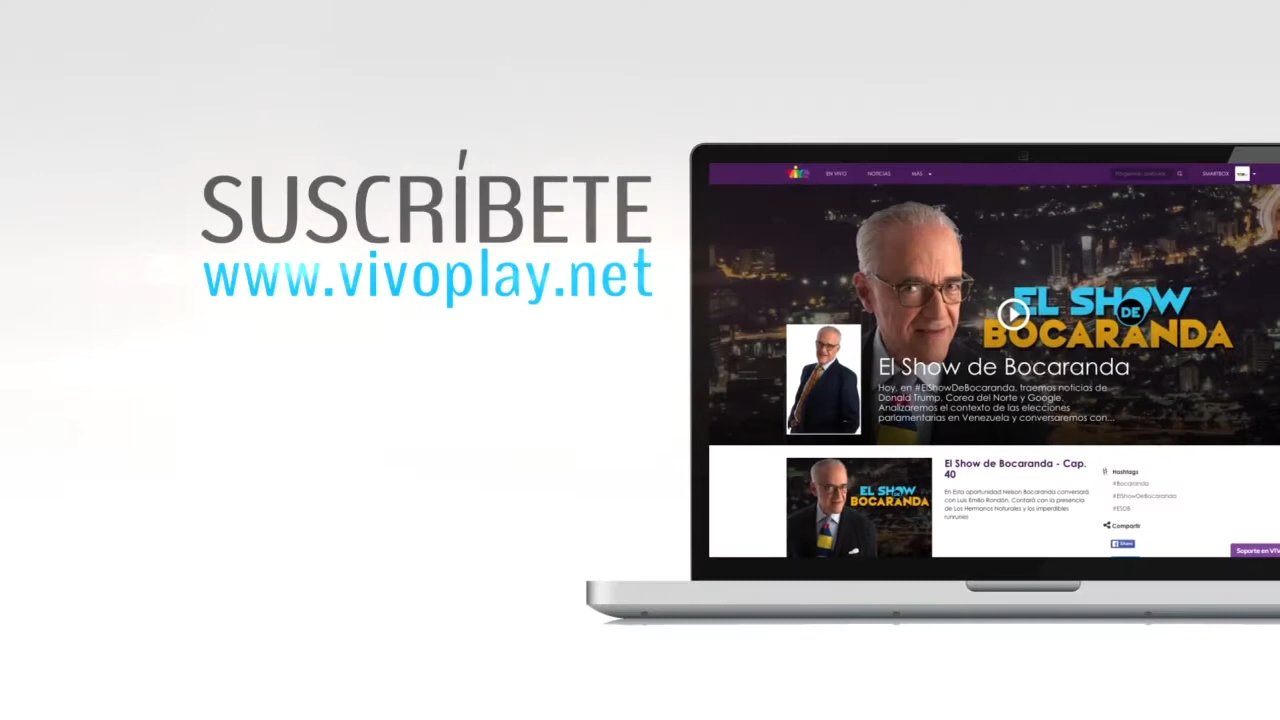 SUSCRÍBETE
www.vivoplay.net
vivo
EN VIVO
NOTICIAS
MÁS
SMARTBOX
EL SHOW
DE
BOCARANDA
El Show de Bocaranda
Hoy, en #ElShowDeBocaranda, traemos noticias de
Donald Trump, Corea del Norte y Google.
Analizaremos el contexto de las elecciones
parlamentarias en Venezuela y conversaremos con...
EL SHOW
DE
BOCARANDA
El Show de Bocaranda - Cap.
40
En Esta oportunidad Nelson Bocaranda conversará
con Luis Emilio Rondón. Contará con la presencia
de Los Hermanos Naturales y los imperdibles
runrunes
Hashtags
#Bocaranda
#ElShowDeBocaranda
#ESDB
Compartir
Share
Soporte en VIV